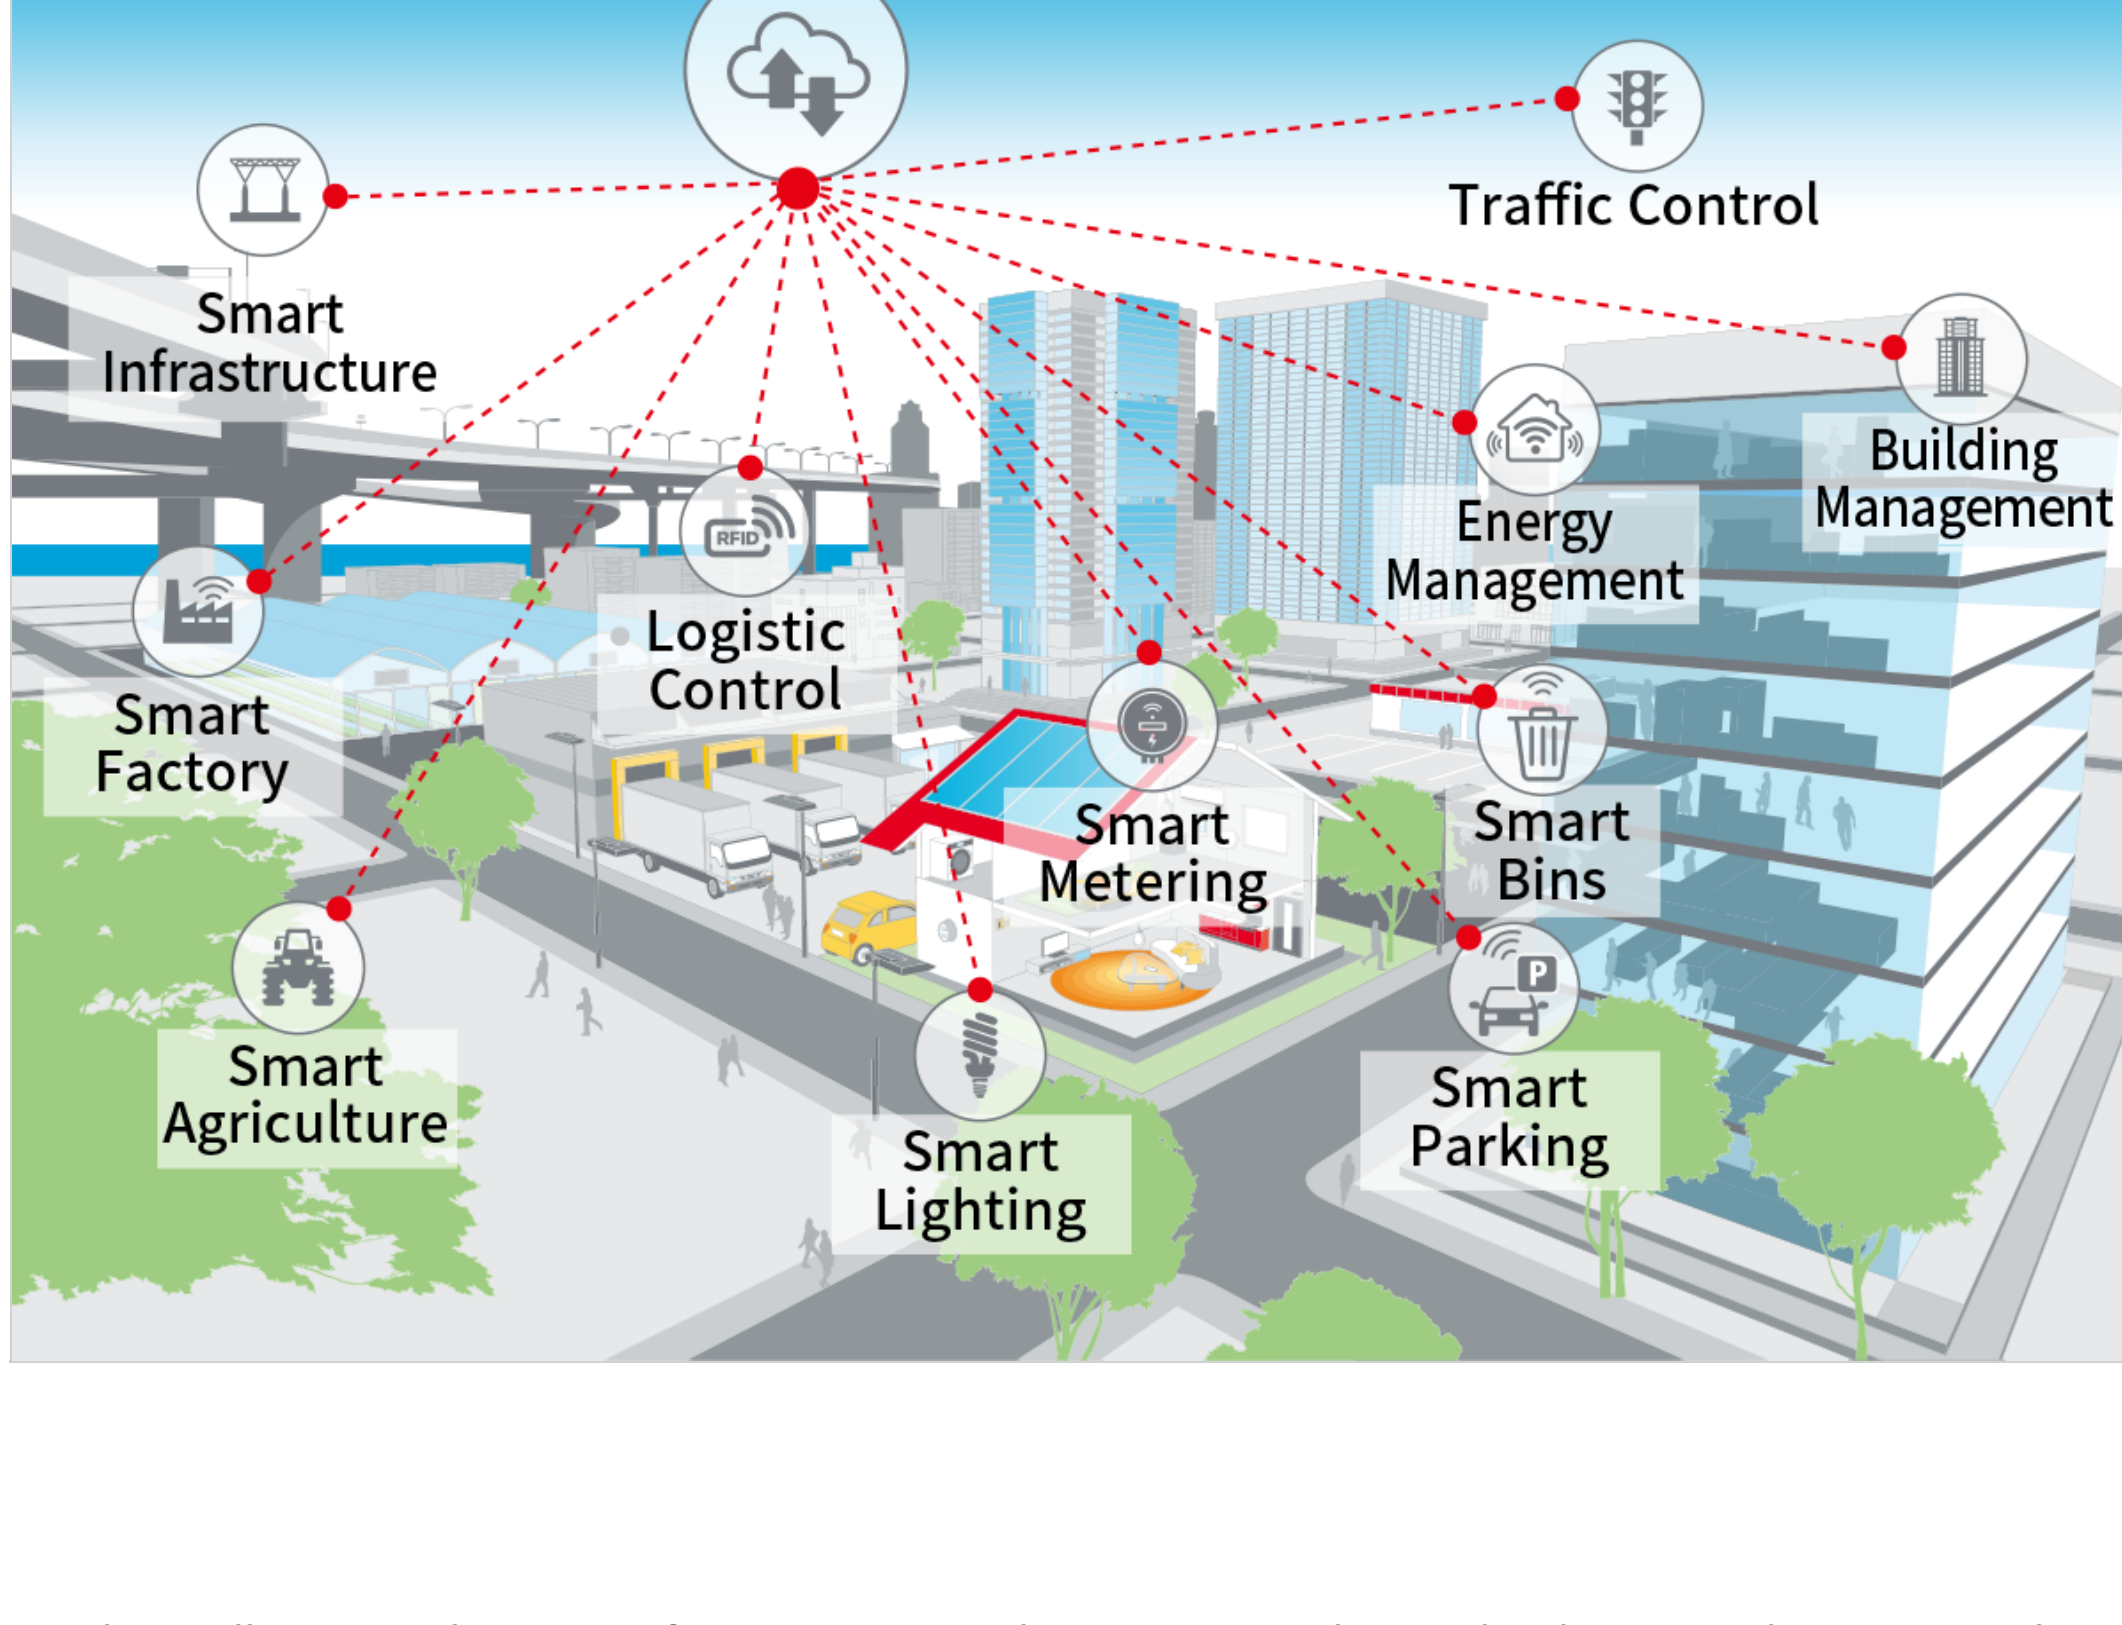 Traffic Control
Smart
Infrastructure
Building
Management
Energy
Management
RFID
Logistic
Control
Smart
Factory
Smart
Metering
Smart
Bins
P
Smart
Agriculture
Smart
Parking
Smart
Lighting